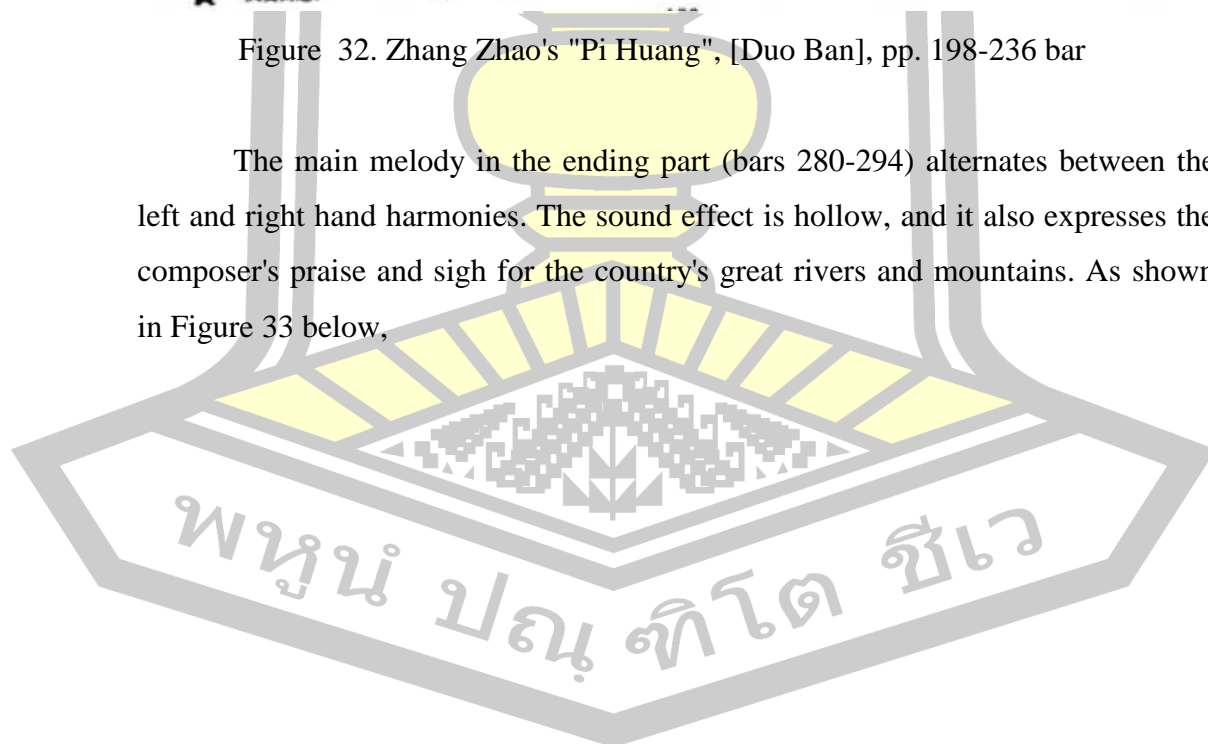 Figure 32. Zhang Zhao's "Pi Huang", [Duo Ban], pp. 198-236 bar
The main melody in the ending part (bars 280-294) alternates between the
left and right hand harmonies. The sound effect is hollow, and it also expresses the
composer's praise and sigh for the country's great rivers and mountains. As shown
in Figure 33 below,
พหูนํ ปณฺฑิโต ชีเว